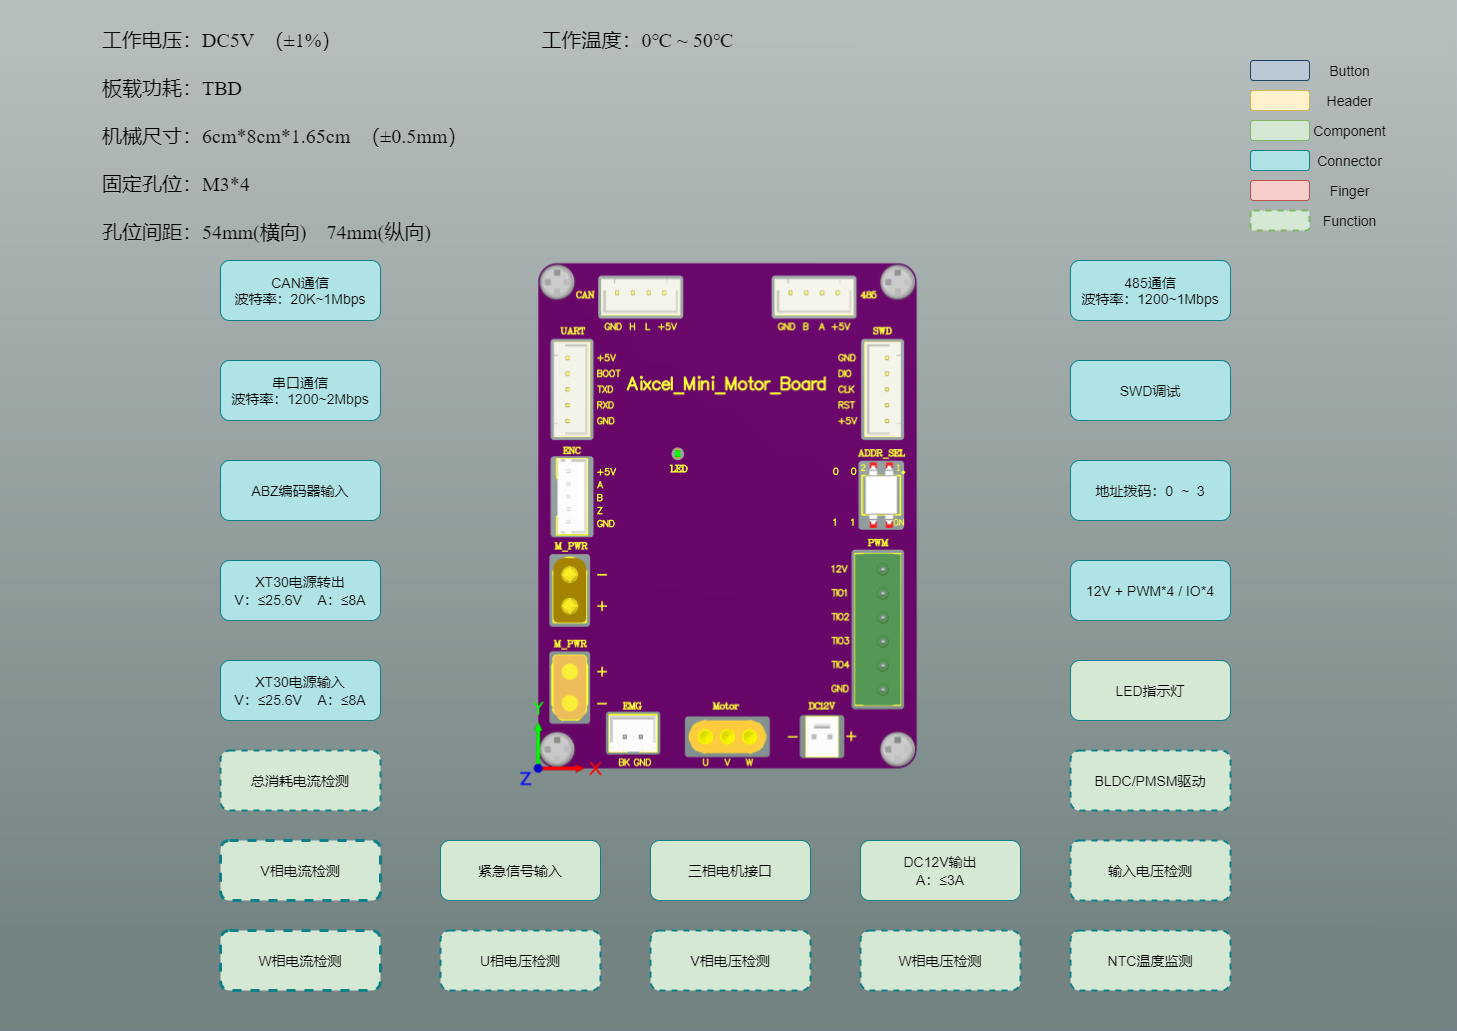 工作电压：DC5V （±1%）
工作温度：0℃ ~ 50℃
板载功耗：TBD
机械尺寸：6cm*8cm*1.65cm （±0.5mm）
固定孔位：M3*4
孔位间距：54mm(横向) 74mm(纵向)
Button
Header
Component
Connector
Finger
Function
CAN通信
波特率：20K~1Mbps
串口通信
波特率：1200~2Mbps
ABZ编码器输入
XT30电源转出
V：≤25.6V A：≤8A
XT30电源输入
V：≤25.6V A：≤8A
总消耗电流检测
V相电流检测
W相电流检测
CAN
GND H L +5V
485
GND B A +5V
UART
+5V
BOOT
TXD
RXD
GND
SWD
GND
DIO
CLK
RST
+5V
Aixcel_Mini_Motor_Board
LED
ENC
+5V
A
B
Z
GND
ADDR_SEL
0 0 2 1
1 1 ON
M_PWR
−
+
M_PWR
+
−
PWM
12V
TIO1
TIO2
TIO3
TIO4
GND
EMG
BK GND
Motor
U V W
DC12V
− +
Y
X
Z
485通信
波特率：1200~1Mbps
SWD调试
地址拨码：0 ~ 3
12V + PWM*4 / IO*4
LED指示灯
BLDC/PMSM驱动
紧急信号输入
三相电机接口
DC12V输出
A：≤3A
输入电压检测
U相电压检测
V相电压检测
W相电压检测
NTC温度监测